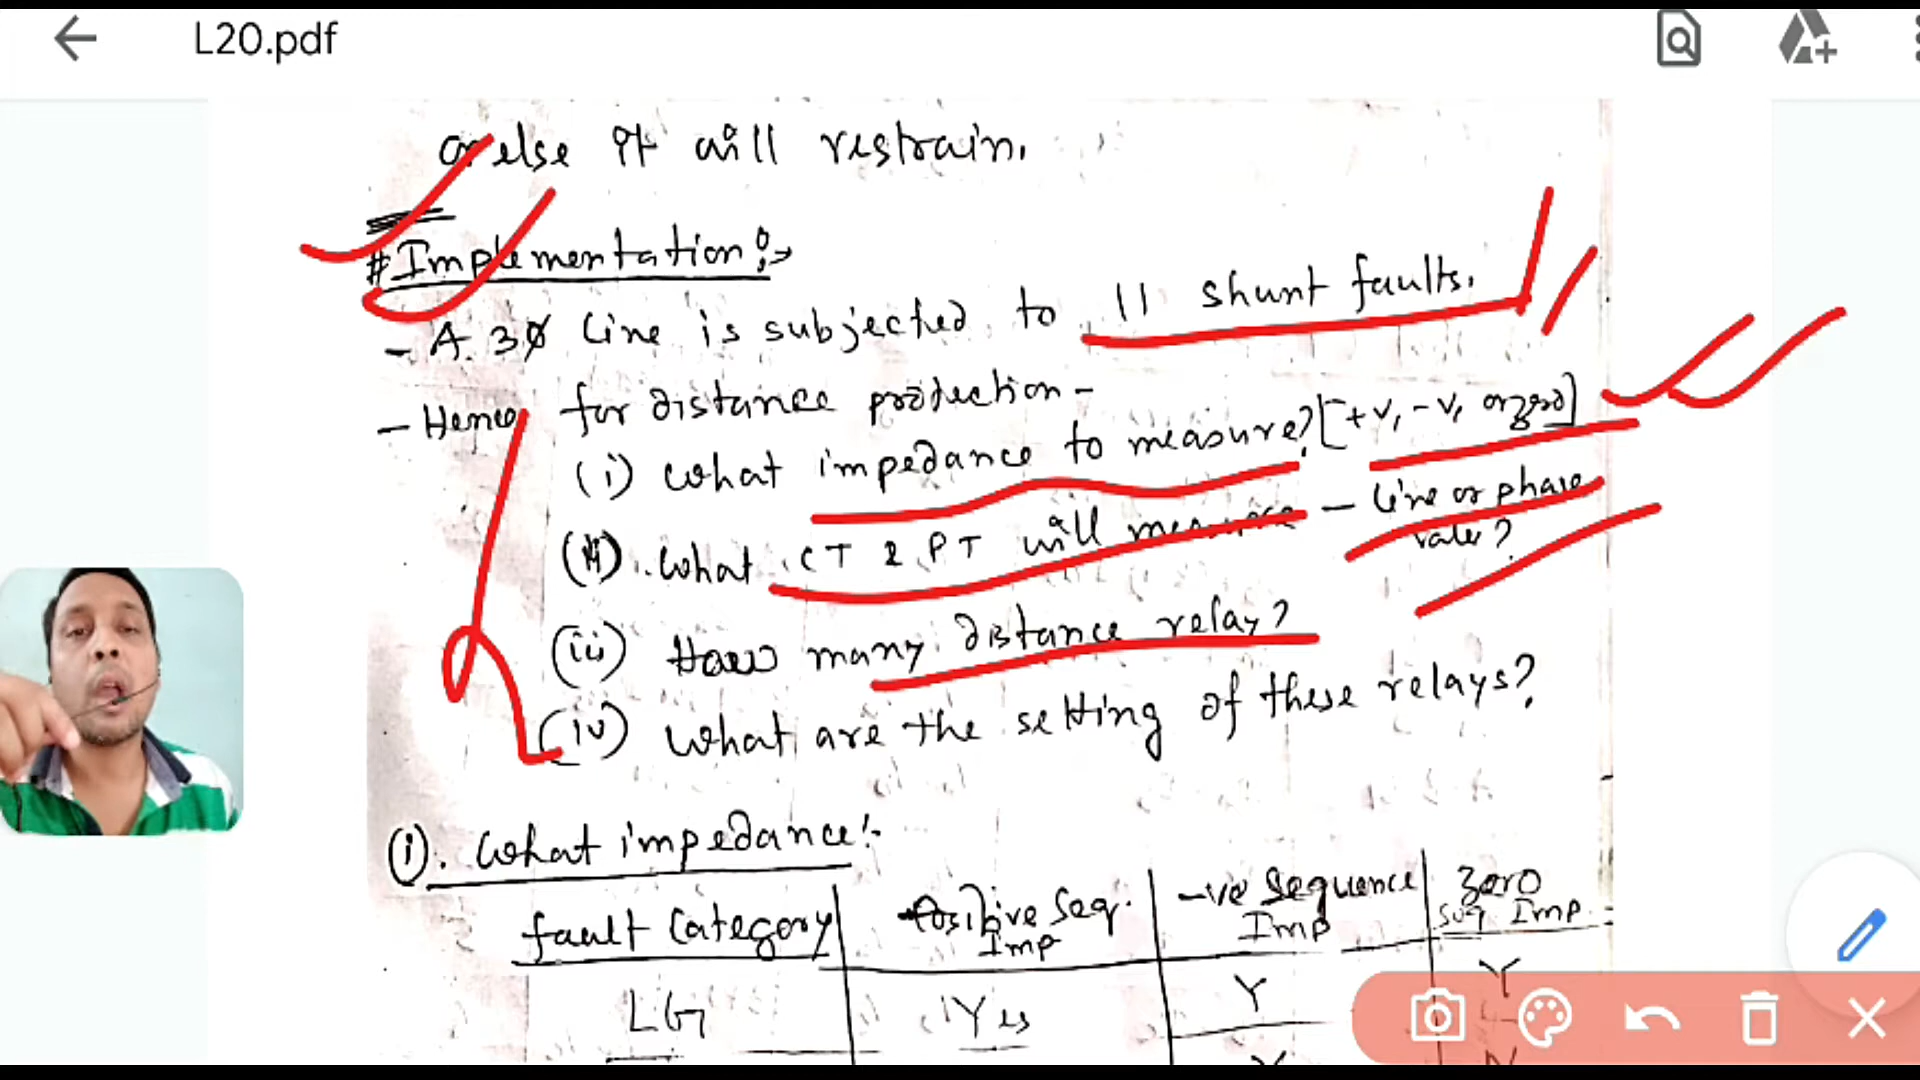 L20.pdf
or else it will restrain.
# Implementation :→
- A 3φ line is subjected to 11 shunt faults.
- Hence for distance protection -
(i) What impedance to measure? [+v, -v, or zero]
(ii) What CT & PT will measure - line or phase
value?
(iii) How many distance relay?
(iv) What are the setting of these relays?
(i). What impedance :-
fault Category | Positive Seq. Imp | -ve Sequence Imp | Zero Seq Imp.
LG | Yes | Y | Y
Y N